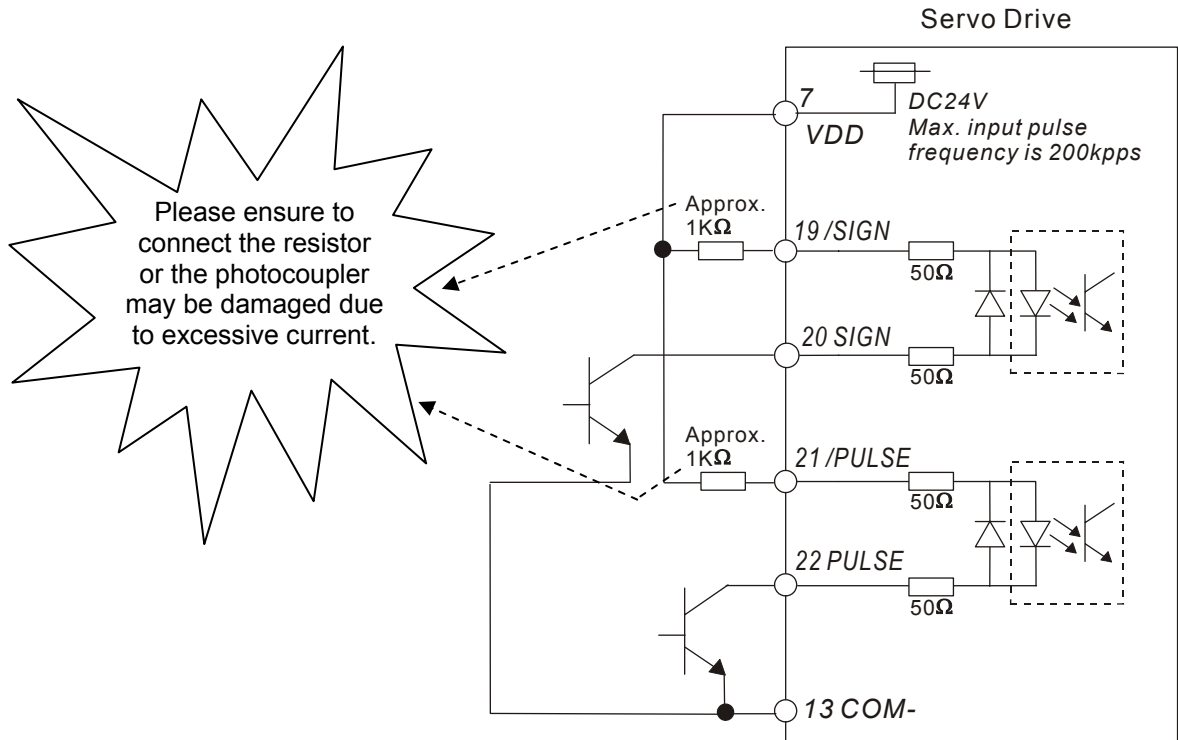 Servo Drive
7
VDD
DC24V
Max. input pulse
frequency is 200kpps
Please ensure to
connect the resistor
or the photocoupler
may be damaged due
to excessive current.
Approx.
1KΩ
19 /SIGN
50Ω
20 SIGN
50Ω
Approx.
1KΩ
21 /PULSE
50Ω
22 PULSE
50Ω
13 COM-